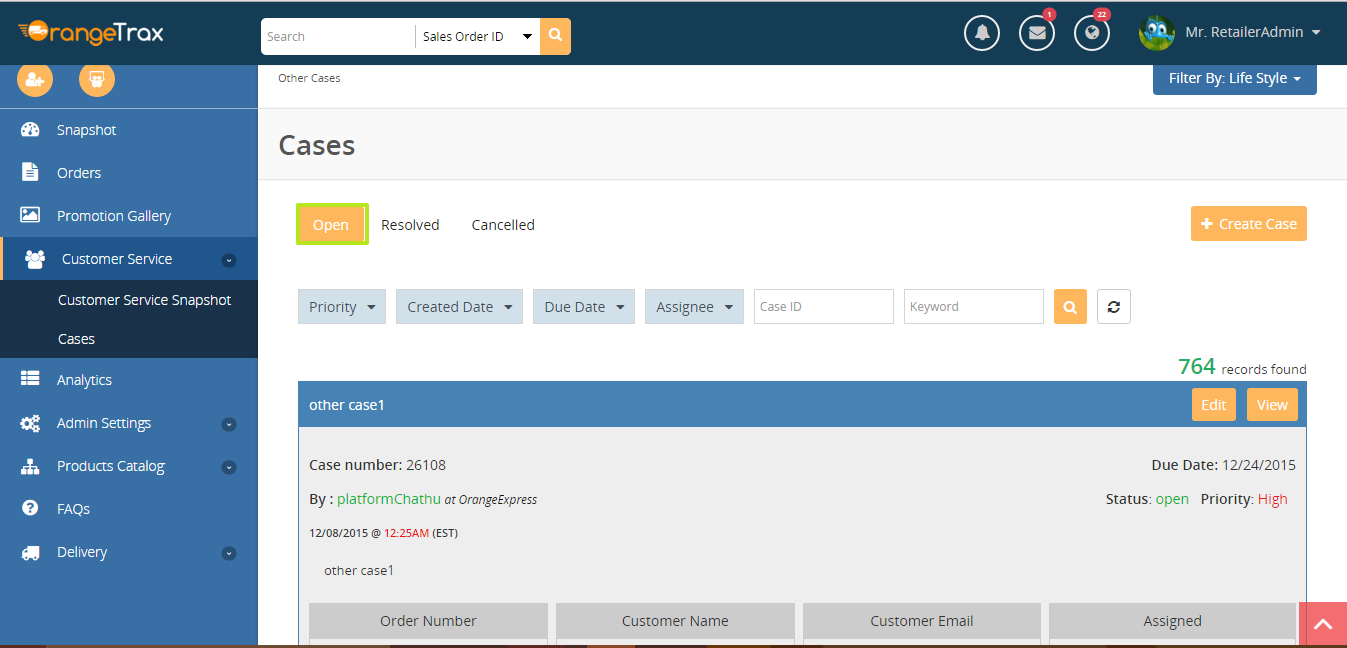 OrangeTrax
Search
Sales Order ID
1
22
Mr. RetailerAdmin
Other Cases
Filter By: Life Style
Snapshot
Orders
Promotion Gallery
Customer Service
Customer Service Snapshot
Cases
Analytics
Admin Settings
Products Catalog
FAQs
Delivery
Cases
Open Resolved Cancelled
+ Create Case
Priority Created Date Due Date Assignee Case ID Keyword
764 records found
other case1
Edit View
Case number: 26108
Due Date: 12/24/2015
By : platformChathu at OrangeExpress
Status: open Priority: High
12/08/2015 @ 12:25AM (EST)
other case1
Order Number Customer Name Customer Email Assigned